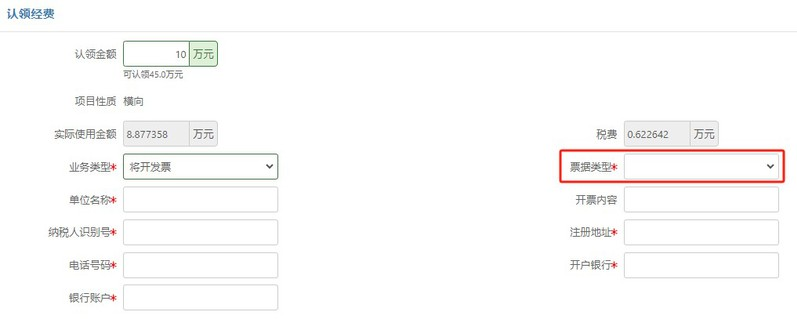 认领经费
认领金额 10 万元
可认领45.0万元
项目性质 横向
实际使用金额 8.877358 万元 税费 0.622642 万元
业务类型* 将开发票 票据类型*
单位名称* 开票内容
纳税人识别号* 注册地址*
电话号码* 开户银行*
银行账户*